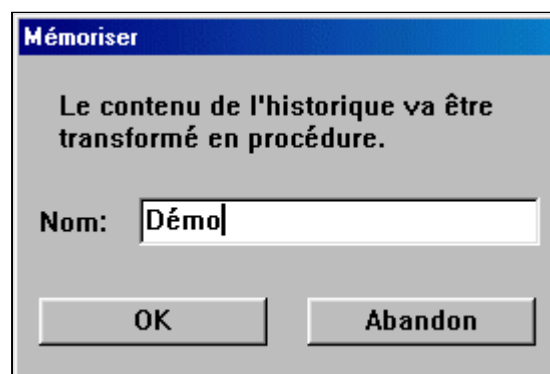 Mémoriser
Le contenu de l'historique va être
transformé en procédure.
Nom: Démo
OK Abandon